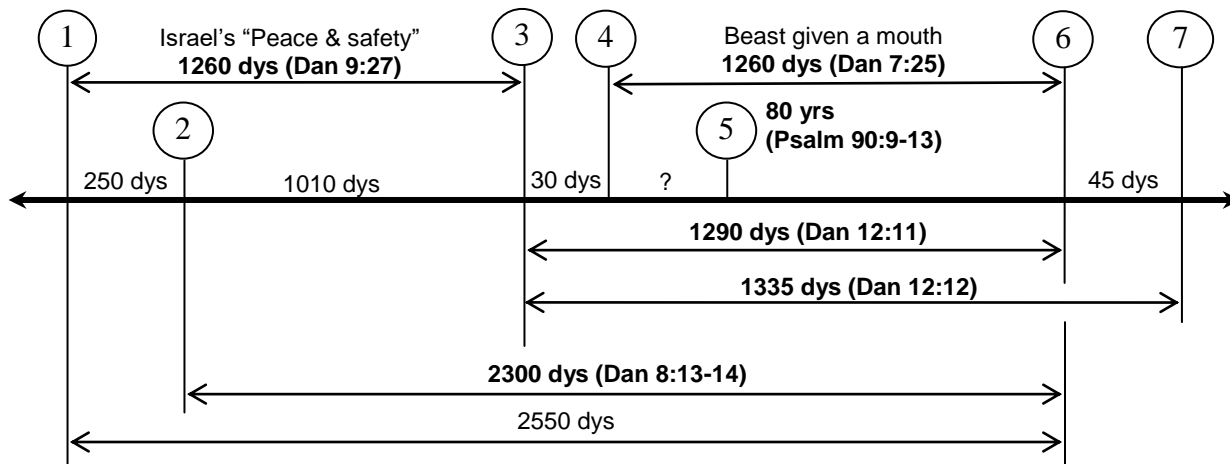 1
Israel's "Peace & safety"
1260 dys (Dan 9:27)
3
4
Beast given a mouth
1260 dys (Dan 7:25)
6
7
2
5
80 yrs
(Psalm 90:9-13)
250 dys
1010 dys
30 dys
?
45 dys
1290 dys (Dan 12:11)
1335 dys (Dan 12:12)
2300 dys (Dan 8:13-14)
2550 dys